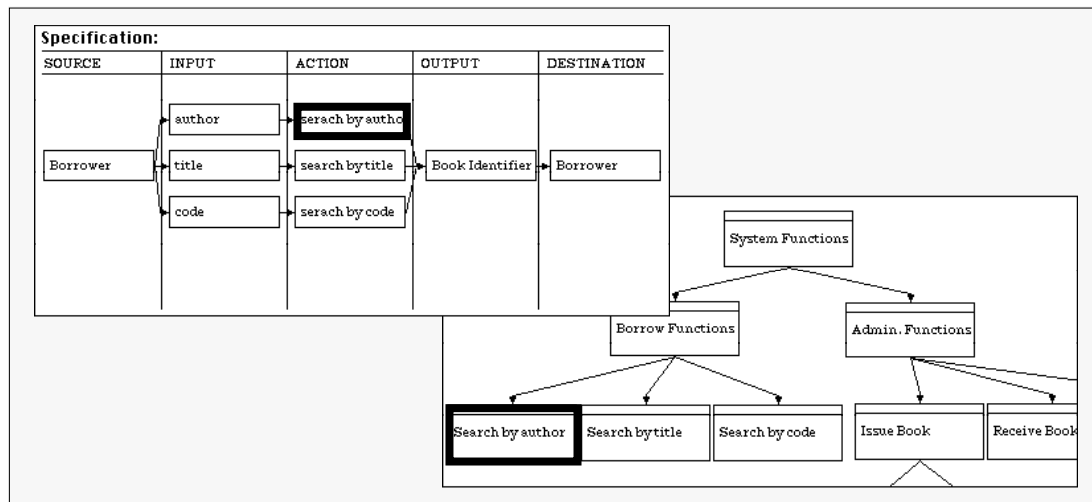 Specification:
SOURCE INPUT ACTION OUTPUT DESTINATION
author serach by autho
Borrower title search by title Book Identifier Borrower
code serach by code
System Functions
Borrow Functions Admin. Functions
Search by author Search by title Search by code Issue Book Receive Book